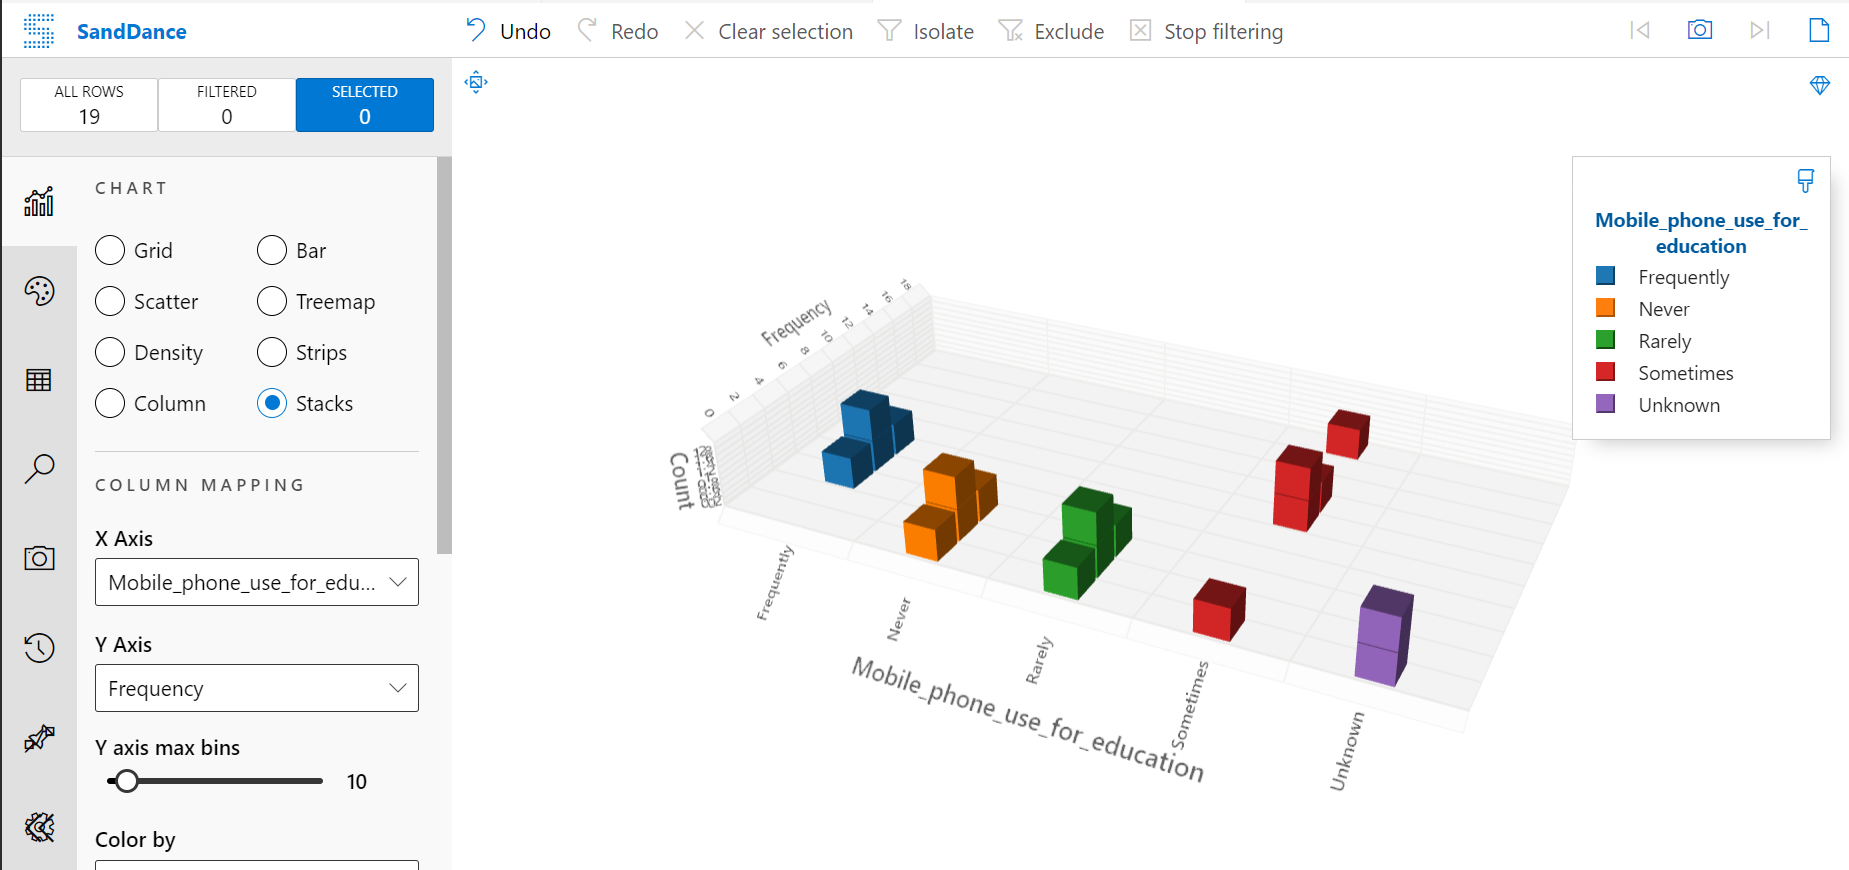 SandDance
Undo
Redo
Clear selection
Isolate
Exclude
Stop filtering
ALL ROWS
19
FILTERED
0
SELECTED
0
CHART
Grid
Bar
Scatter
Treemap
Density
Strips
Column
Stacks
COLUMN MAPPING
X Axis
Mobile_phone_use_for_edu...
Y Axis
Frequency
Y axis max bins
10
Color by
Frequency
18
16
14
12
10
8
6
4
2
0
Count
Frequently
Never
Rarely
Sometimes
Unknown
Mobile_phone_use_for_education
Mobile_phone_use_for_
education
Frequently
Never
Rarely
Sometimes
Unknown